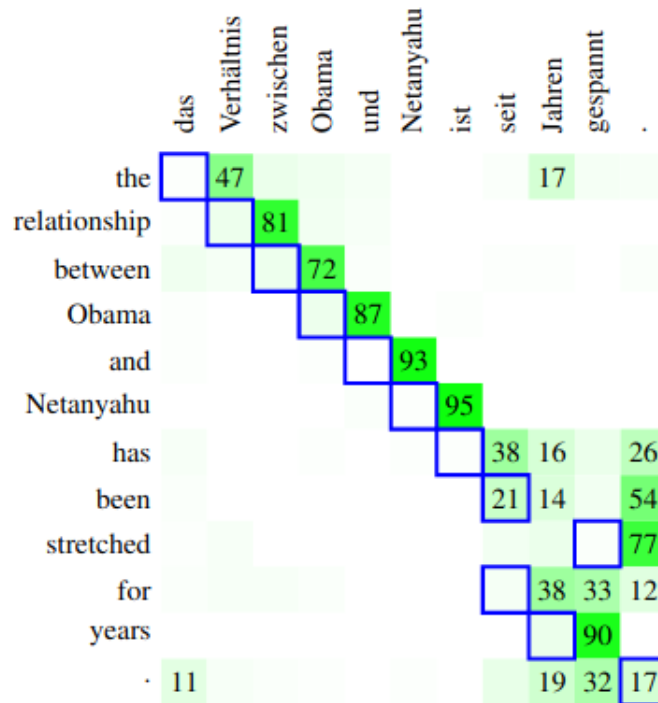 das Verhältnis zwischen Obama und Netanyahu ist seit Jahren gespannt .
the 47 17
relationship 81
between 72
Obama 87
and 93
Netanyahu 95
has 38 16 26
been 21 14 54
stretched 77
for 38 33 12
years 90
. 11 19 32 17